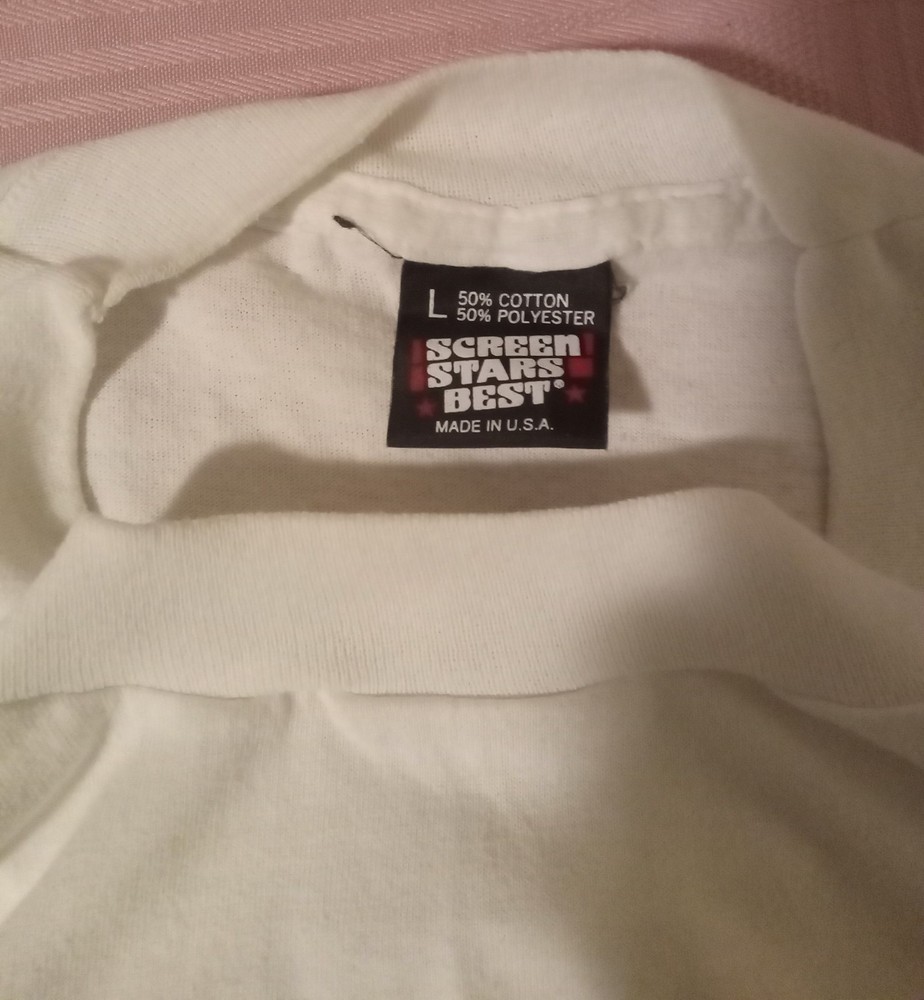 L 50% COTTON
50% POLYESTER
SCREEN
STARS
BEST®
MADE IN U.S.A.